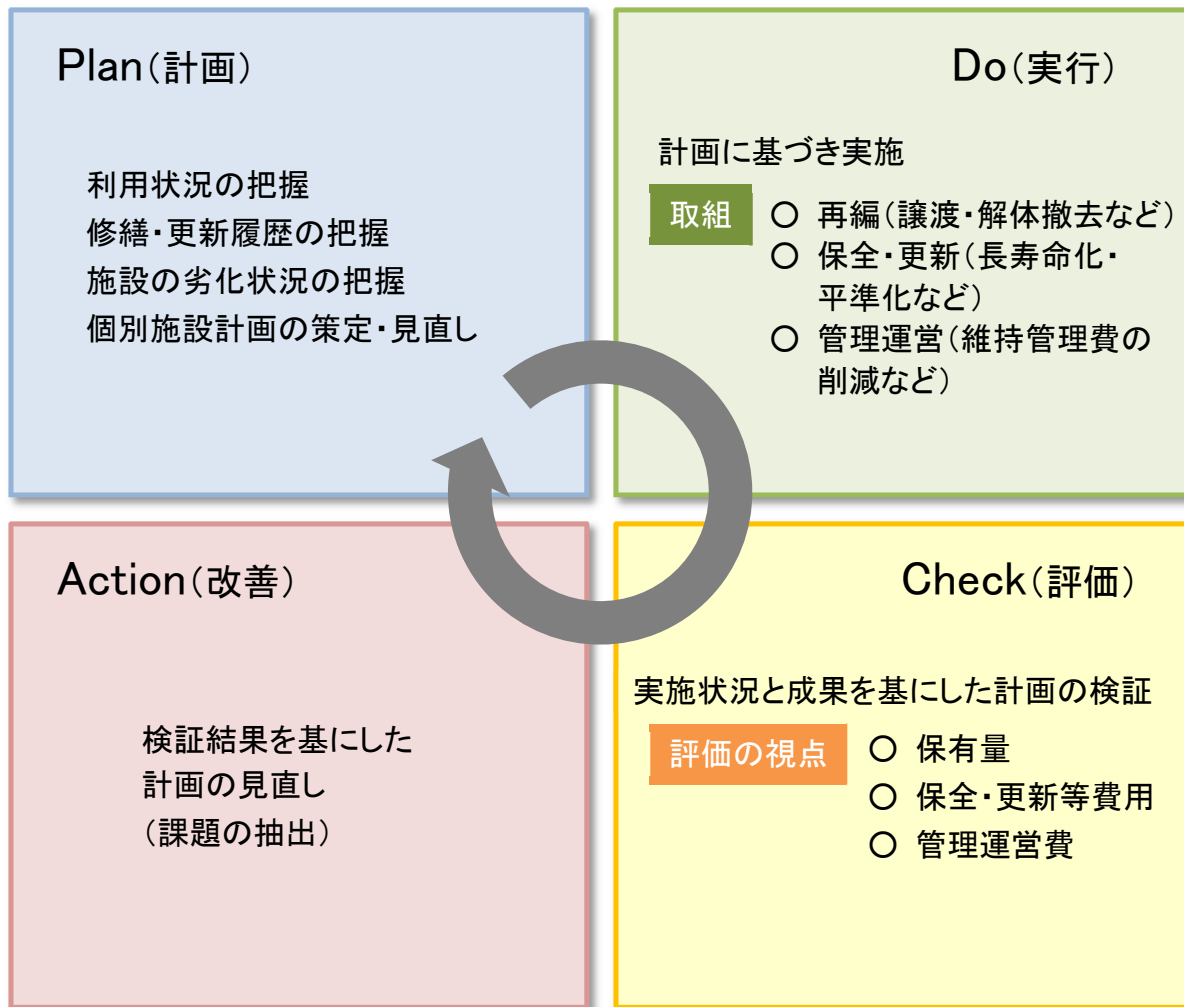 Plan（計画）
利用状況の把握
修繕・更新履歴の把握
施設の劣化状況の把握
個別施設計画の策定・見直し
Do（実行）
計画に基づき実施
取組
○ 再編（譲渡・解体撤去など）
○ 保全・更新（長寿命化・
平準化など）
○ 管理運営（維持管理費の
削減など）
Action（改善）
検証結果を基にした
計画の見直し
（課題の抽出）
Check（評価）
実施状況と成果を基にした計画の検証
評価の視点
○ 保有量
○ 保全・更新等費用
○ 管理運営費